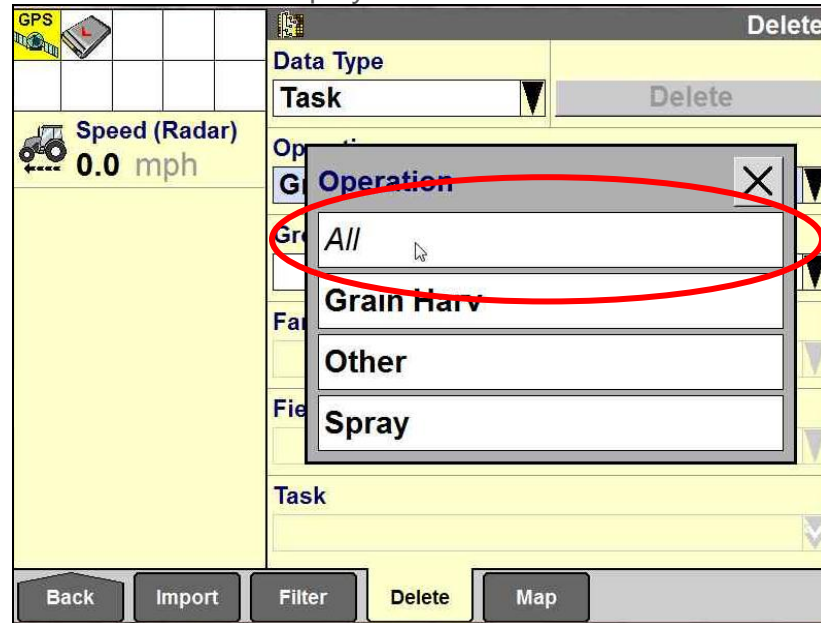 GPS
L
Delete
Data Type
Task
Delete
Speed (Radar)
0.0 mph
Operation
All
Grain Harv
Other
Spray
Task
Back
Import
Filter
Delete
Map